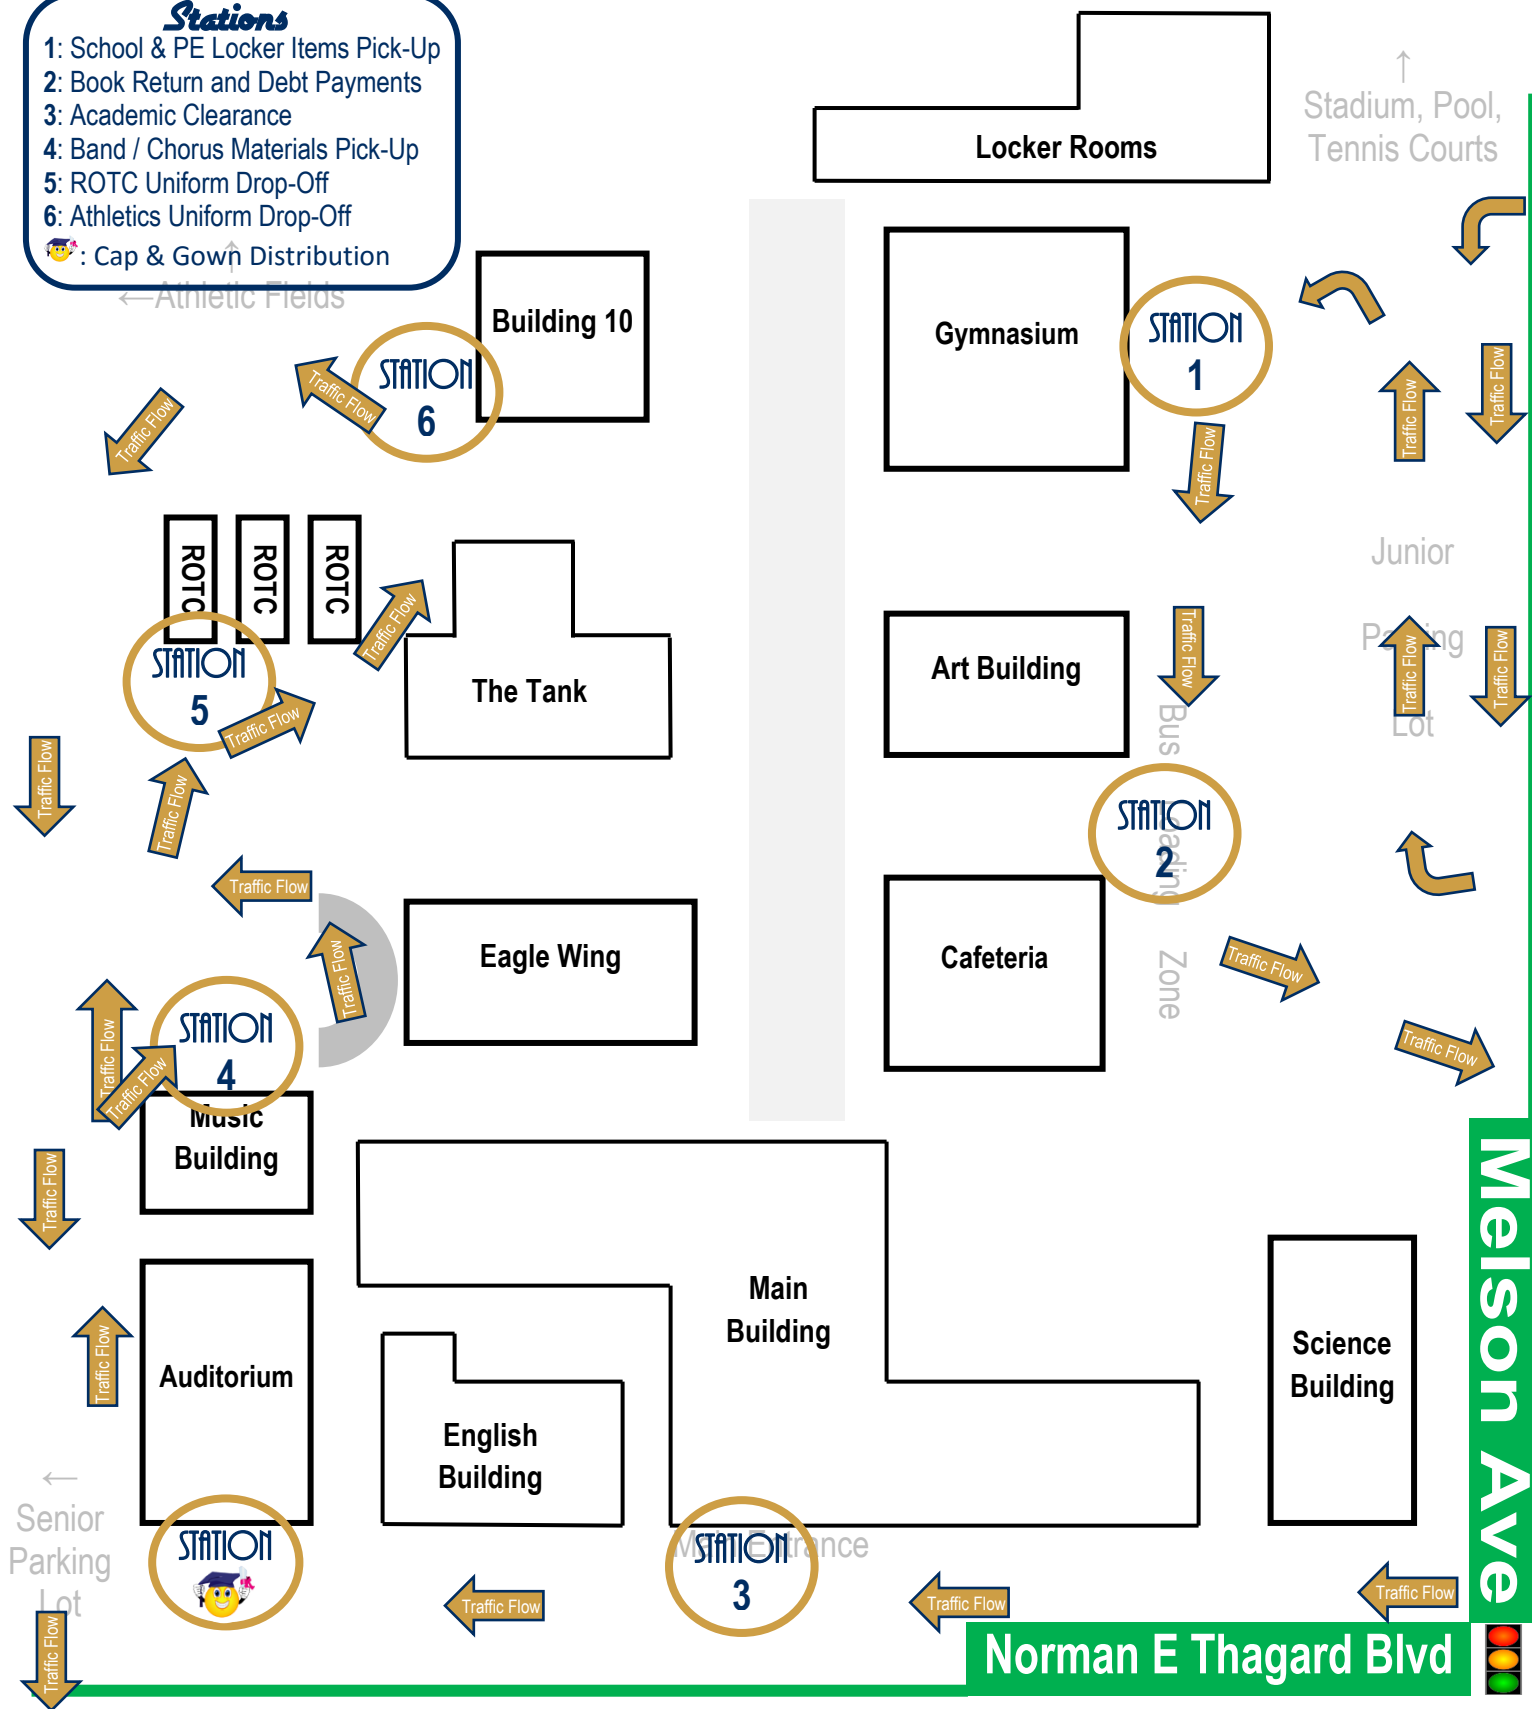 Stations
1: School & PE Locker Items Pick-Up
2: Book Return and Debt Payments
3: Academic Clearance
4: Band / Chorus Materials Pick-Up
5: ROTC Uniform Drop-Off
6: Athletics Uniform Drop-Off
: Cap & Gown Distribution
↑
←Athletic Fields
Locker Rooms
↑
Stadium, Pool,
Tennis Courts
Building 10
Gymnasium
STATION
1
STATION
6
Traffic Flow
Traffic Flow
Traffic Flow
Traffic Flow
Traffic Flow
ROTC
ROTC
ROTC
Junior
Parking
Lot
Traffic Flow
Traffic Flow
Traffic Flow
Traffic Flow
The Tank
Art Building
STATION
5
Traffic Flow
Traffic Flow
Traffic Flow
Bus Loading Zone
STATION
2
Traffic Flow
Traffic Flow
Eagle Wing
Cafeteria
Traffic Flow
Traffic Flow
STATION
4
Traffic Flow
Traffic Flow
Music
Building
Traffic Flow
Main
Building
Melson Ave
Science
Building
Auditorium
Traffic Flow
English
Building
←
Senior
Parking
Lot
STATION
Main Entrance
STATION
3
Traffic Flow
Traffic Flow
Traffic Flow
Traffic Flow
Norman E Thagard Blvd